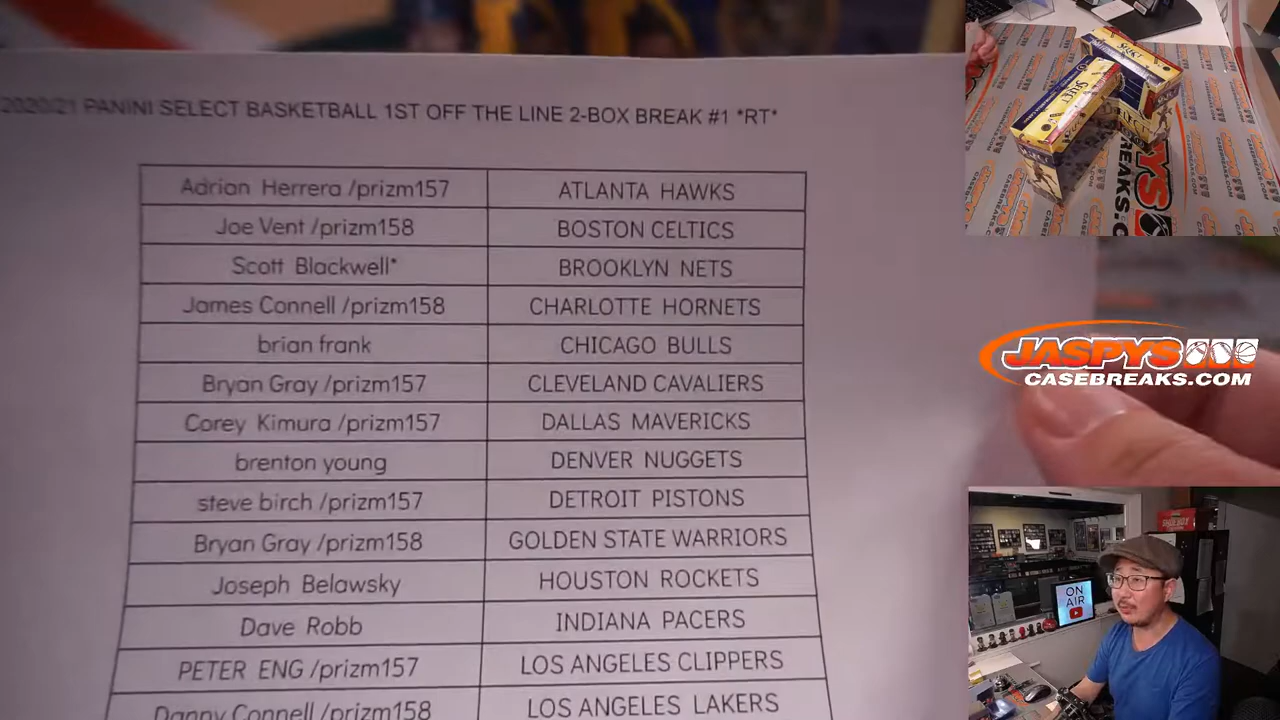 2020/21 PANINI SELECT BASKETBALL 1ST OFF THE LINE 2-BOX BREAK #1 *RT*
Adrian Herrera /prizm157 ATLANTA HAWKS
Joe Vent /prizm158 BOSTON CELTICS
Scott Blackwell* BROOKLYN NETS
James Connell /prizm158 CHARLOTTE HORNETS
brian frank CHICAGO BULLS
Bryan Gray /prizm157 CLEVELAND CAVALIERS
Corey Kimura /prizm157 DALLAS MAVERICKS
brenton young DENVER NUGGETS
steve birch /prizm157 DETROIT PISTONS
Bryan Gray /prizm158 GOLDEN STATE WARRIORS
Joseph Belawsky HOUSTON ROCKETS
Dave Robb INDIANA PACERS
PETER ENG /prizm157 LOS ANGELES CLIPPERS
Danny Connell /prizm158 LOS ANGELES LAKERS
SELECT
JASPYS
CASEBREAKS.COM
ON
AIR